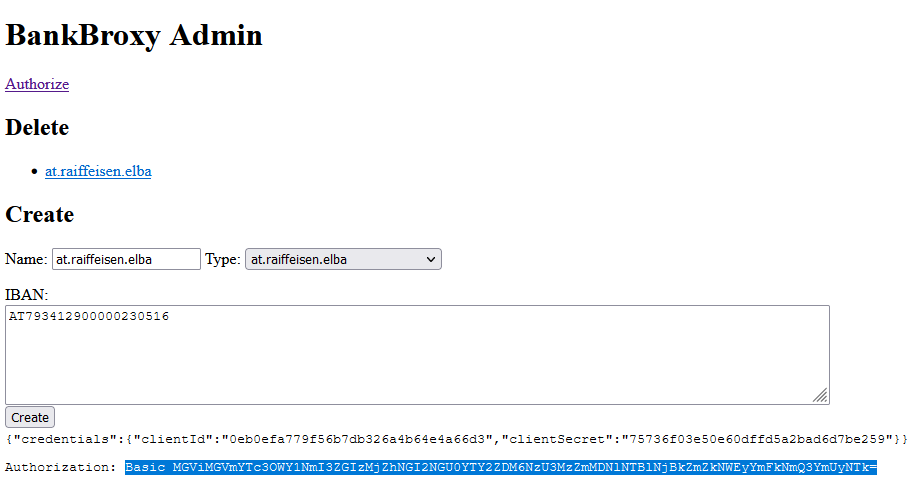 BankBroxy Admin
Authorize
Delete
at.raiffeisen.elba
Create
Name: at.raiffeisen.elba Type: at.raiffeisen.elba
IBAN:
AT793412900000230516
Create
{"credentials":{"clientId":"0eb0efa779f56b7db326a4b64e4a66d3","clientSecret":"75736f03e50e60dffd5a2bad6d7be259"}}
Authorization: Basic MGViMGVmYTc3OWY1NmI3ZGIzMjZhNGI2NGU0YTY2ZDM6NzU3MzZmMDNlNTBlNjBkZmZkNWEyYmFkNmQ3YmUyNTk=